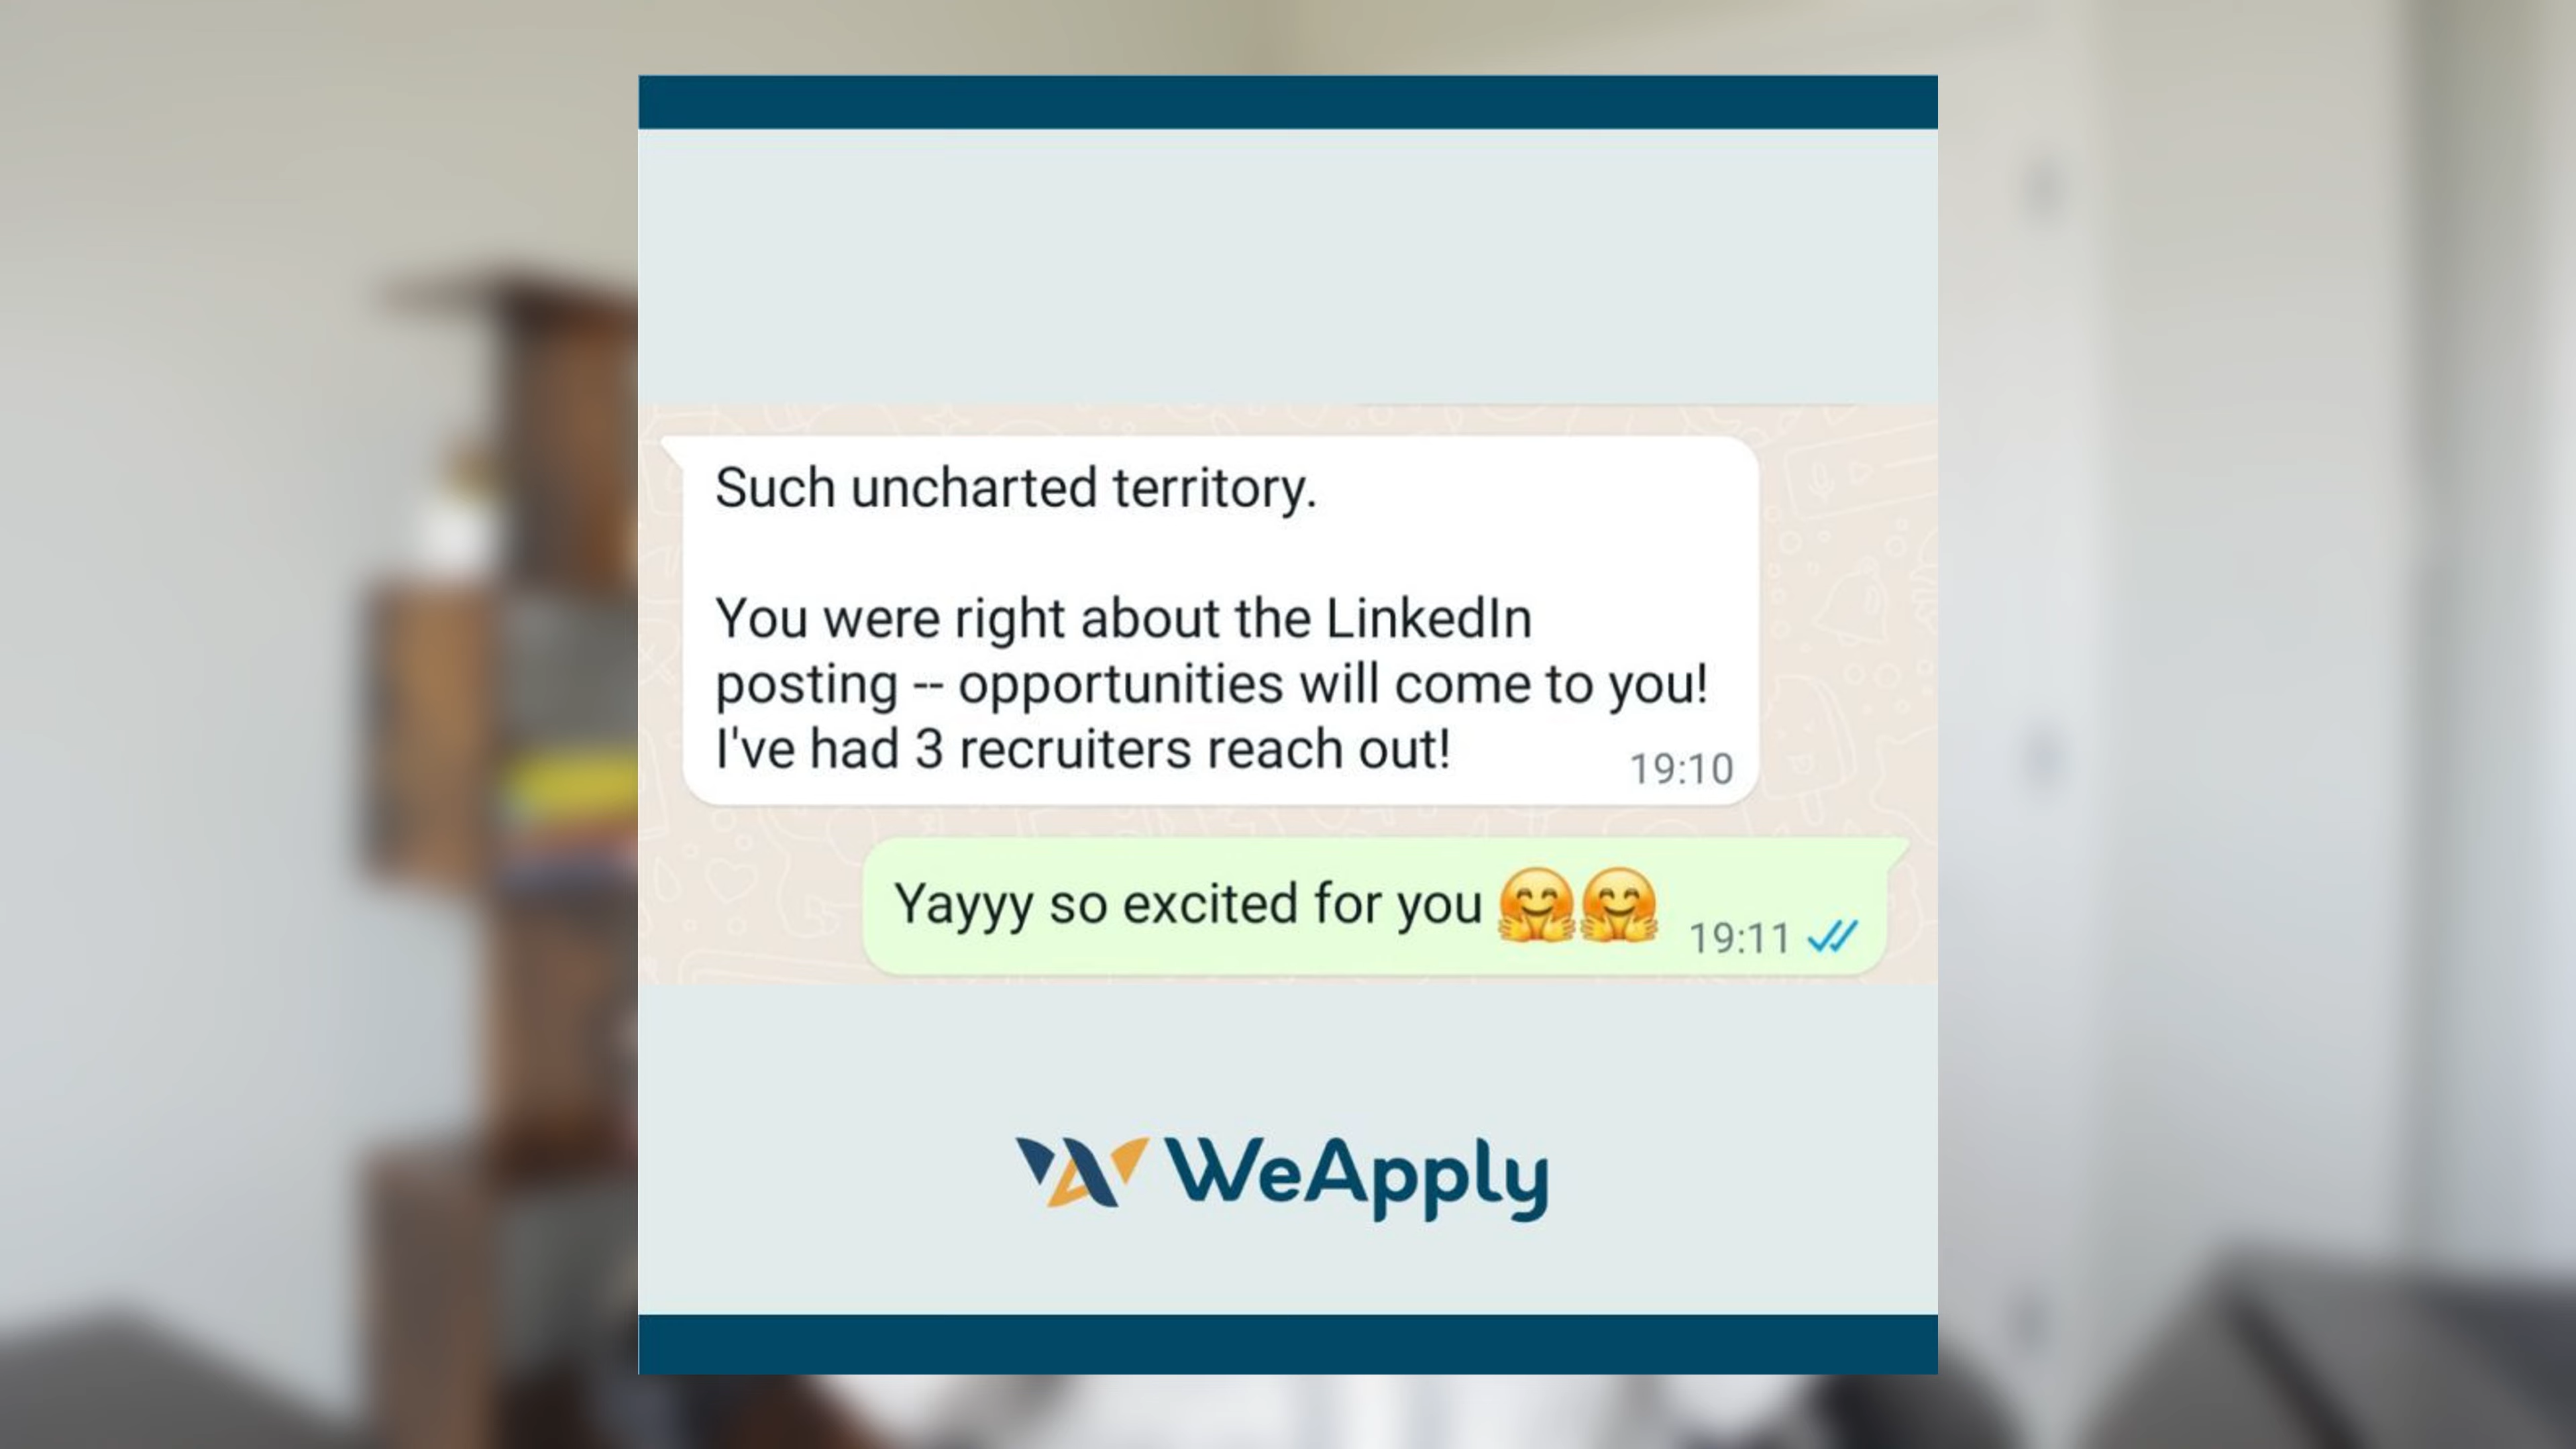 Such uncharted territory.
You were right about the LinkedIn
posting -- opportunities will come to you!
I've had 3 recruiters reach out!
19:10
Yayyy so excited for you 🤗🤗
19:11
WeApply